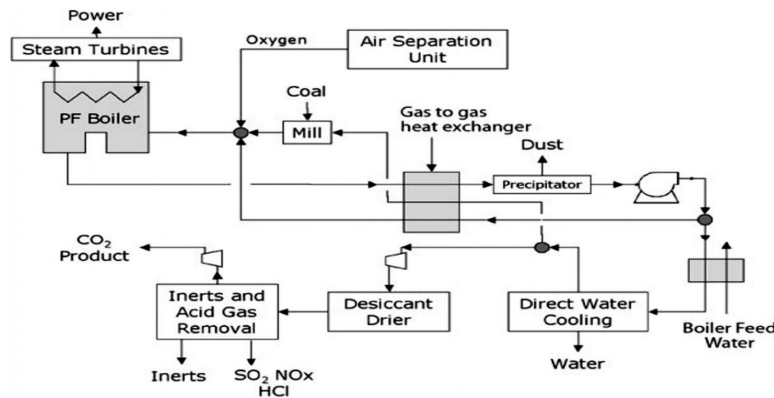 Power
Steam Turbines
PF Boiler
Oxygen
Air Separation
Unit
Coal
Mill
Gas to gas
heat exchanger
Dust
Precipitator
CO₂
Product
Inerts and
Acid Gas
Removal
Desiccant
Drier
Direct Water
Cooling
Boiler Feed
Water
Water
Inerts
SO₂ NOx
HCl